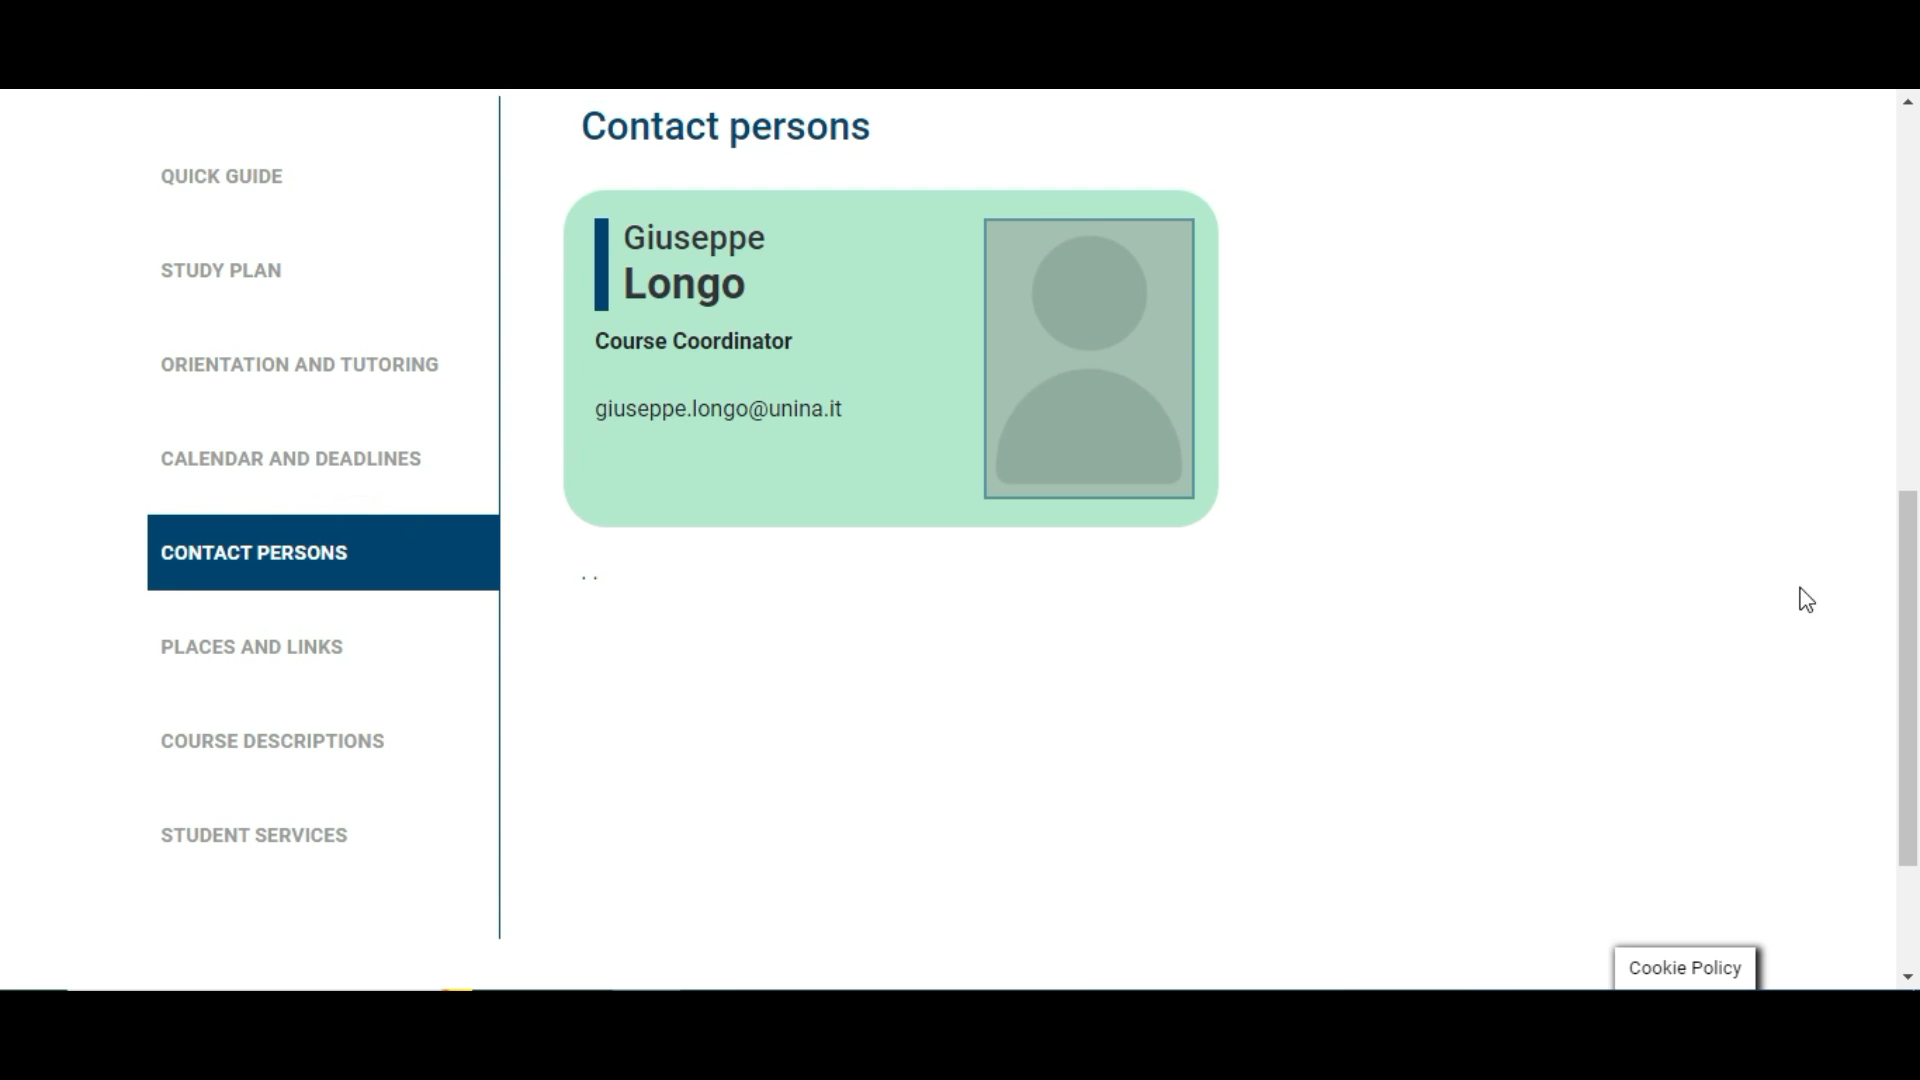 Contact persons
QUICK GUIDE
STUDY PLAN
ORIENTATION AND TUTORING
CALENDAR AND DEADLINES
CONTACT PERSONS
PLACES AND LINKS
COURSE DESCRIPTIONS
STUDENT SERVICES
Giuseppe
Longo
Course Coordinator
giuseppe.longo@unina.it
. .
Cookie Policy